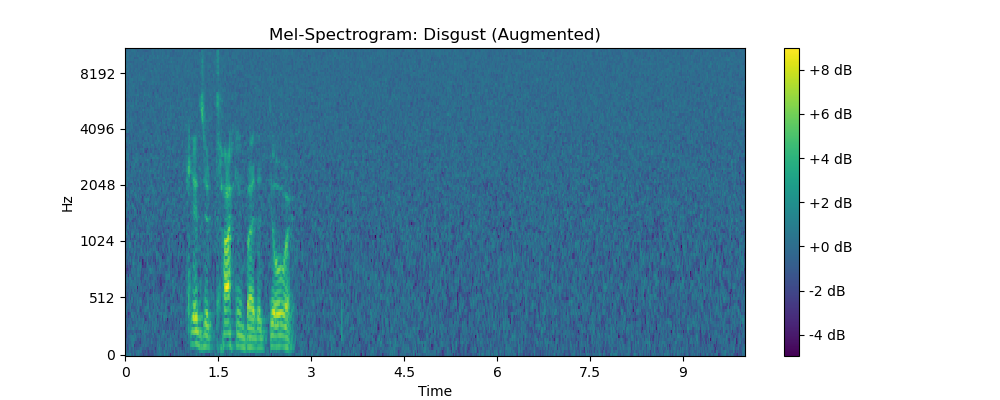 Mel-Spectrogram: Disgust (Augmented)
8192
4096
2048
1024
512
0
Hz
0 1.5 3 4.5 6 7.5 9
Time
+8 dB
+6 dB
+4 dB
+2 dB
+0 dB
-2 dB
-4 dB